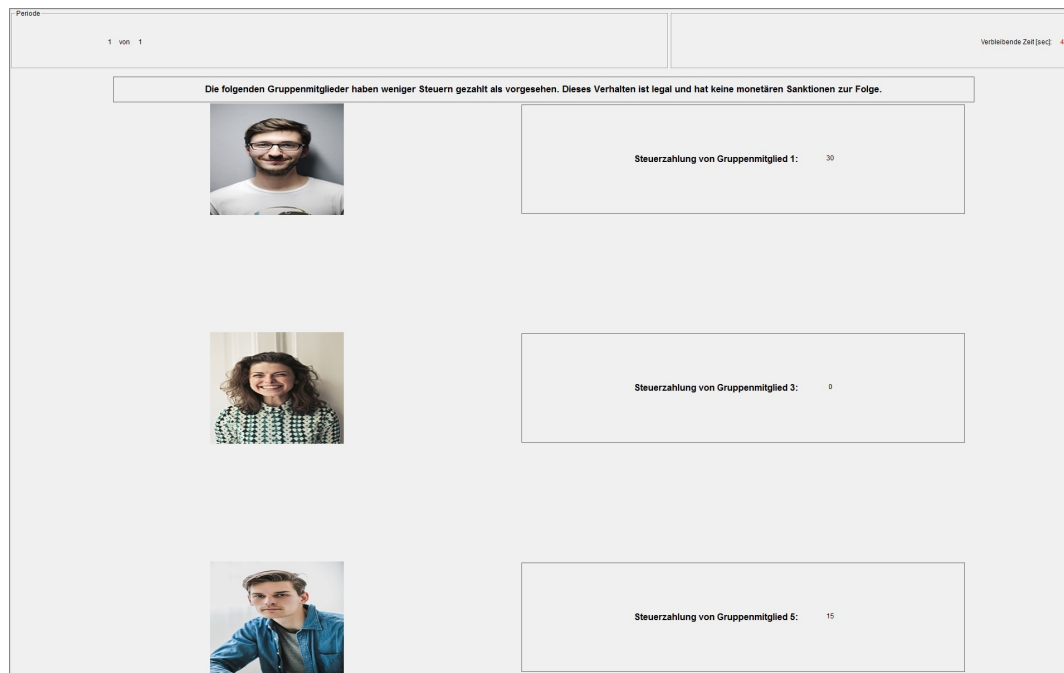 Periode
1 von 1
Verbleibende Zeit [sec]: 4
Die folgenden Gruppenmitglieder haben weniger Steuern gezahlt als vorgesehen. Dieses Verhalten ist legal und hat keine monetären Sanktionen zur Folge.
Steuerzahlung von Gruppenmitglied 1: 30
Steuerzahlung von Gruppenmitglied 3: 0
Steuerzahlung von Gruppenmitglied 5: 15